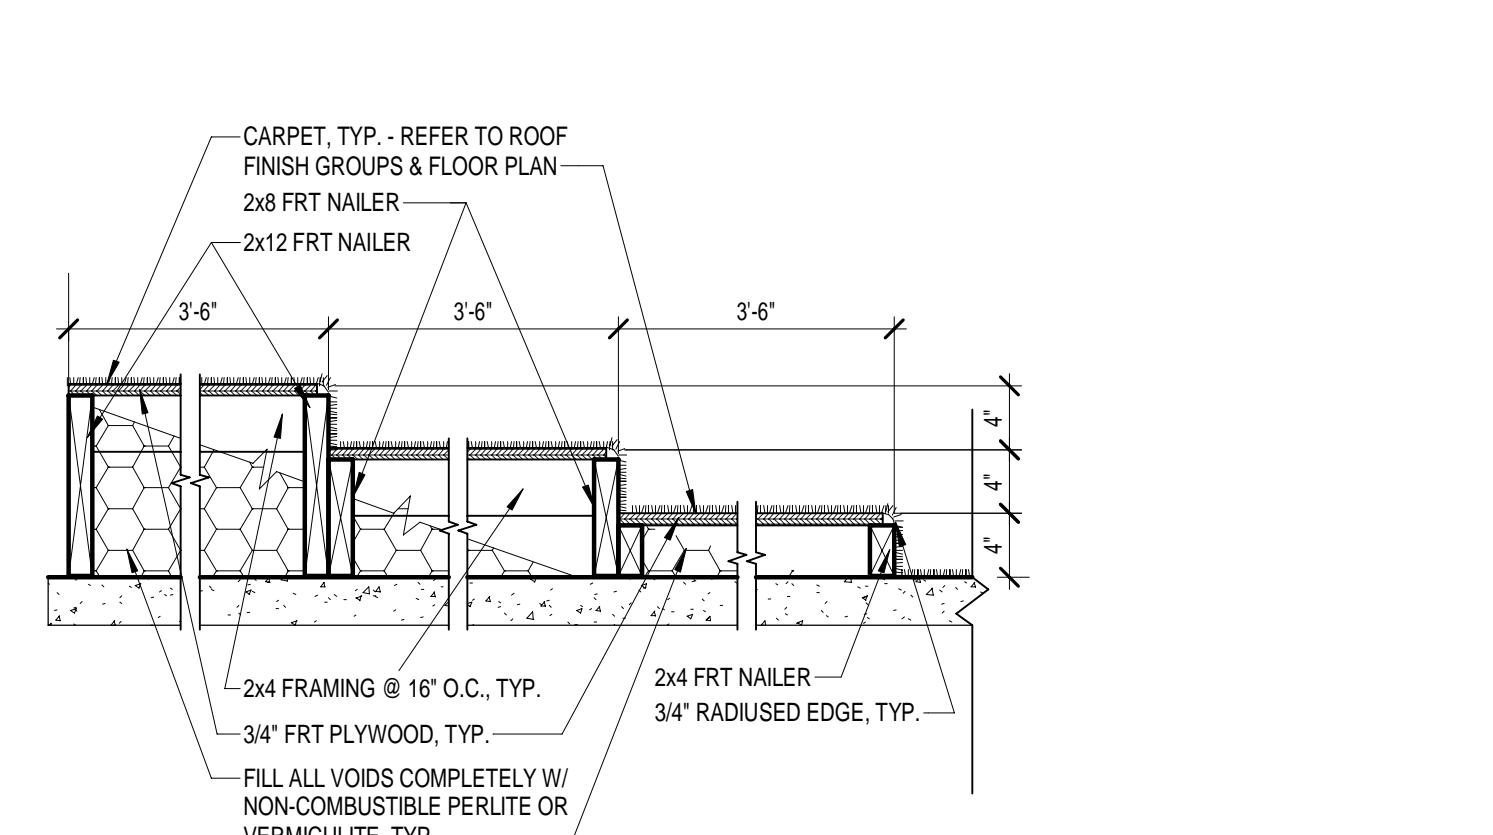 CARPET, TYP. - REFER TO ROOF
FINISH GROUPS & FLOOR PLAN
2x8 FRT NAILER
2x12 FRT NAILER
3'-6"
3'-6"
3'-6"
4"
4"
4"
2x4 FRAMING @ 16" O.C., TYP.
3/4" FRT PLYWOOD, TYP.
2x4 FRT NAILER
3/4" RADIUSED EDGE, TYP.
FILL ALL VOIDS COMPLETELY W/
NON-COMBUSTIBLE PERLITE OR
VERMICULITE, TYP.